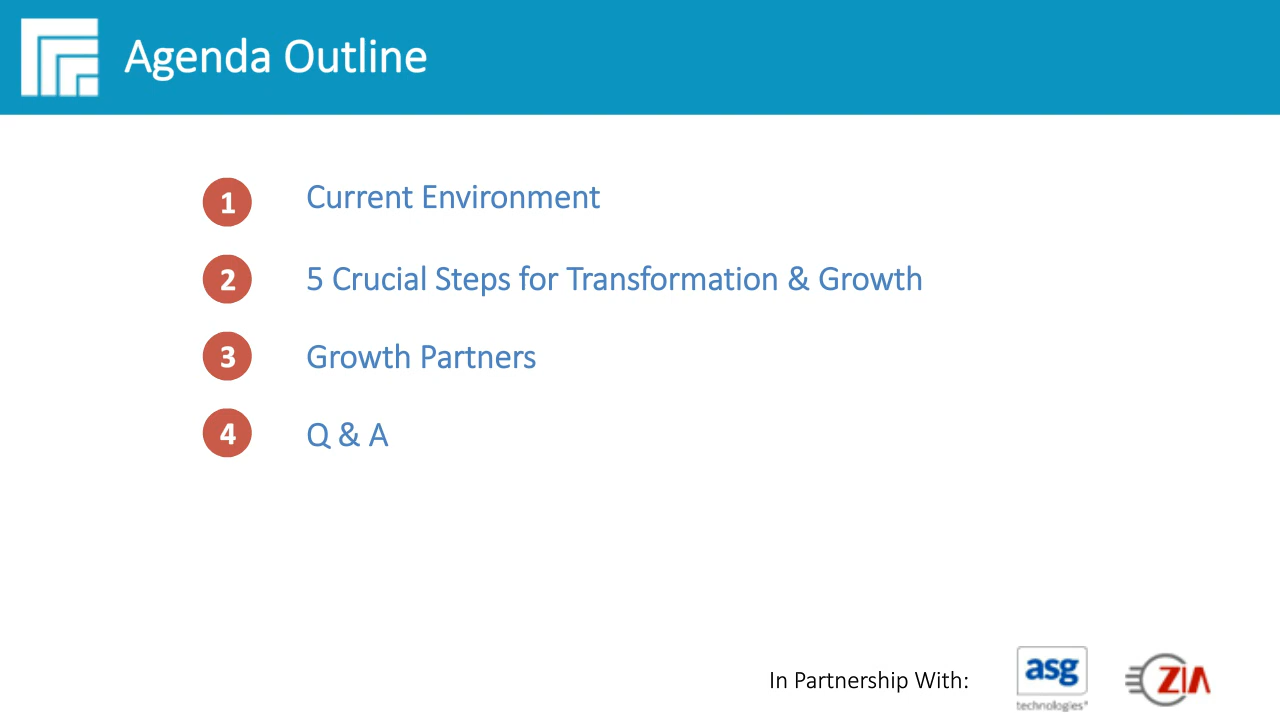 Agenda Outline
1 Current Environment
2 5 Crucial Steps for Transformation & Growth
3 Growth Partners
4 Q & A
In Partnership With:
asg
technologies®
ZIA